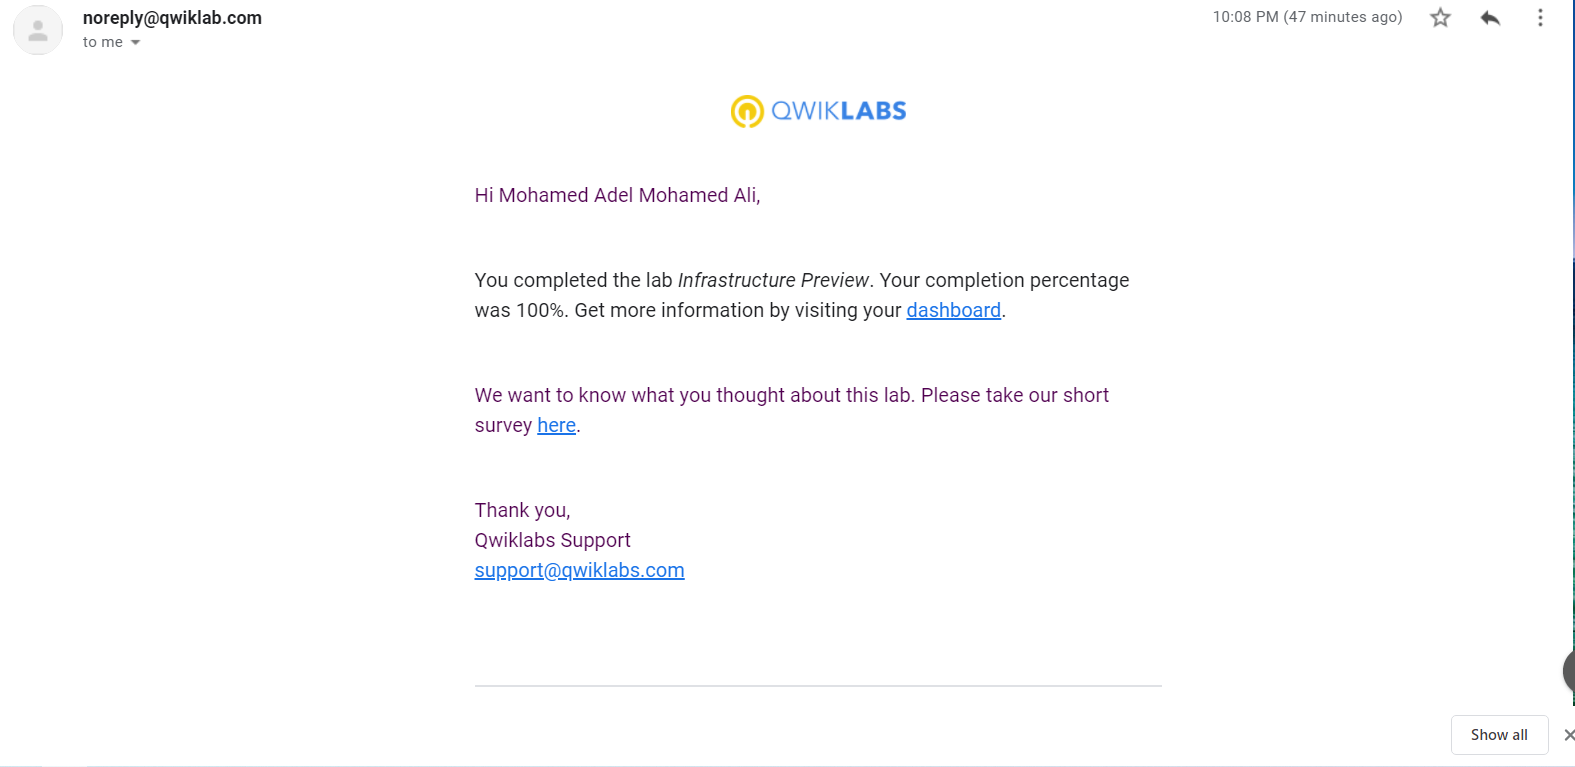 noreply@qwiklab.com
10:08 PM (47 minutes ago)
to me
QWIKLABS
Hi Mohamed Adel Mohamed Ali,
You completed the lab Infrastructure Preview. Your completion percentage
was 100%. Get more information by visiting your dashboard.
We want to know what you thought about this lab. Please take our short
survey here.
Thank you,
Qwiklabs Support
support@qwiklabs.com
Show all